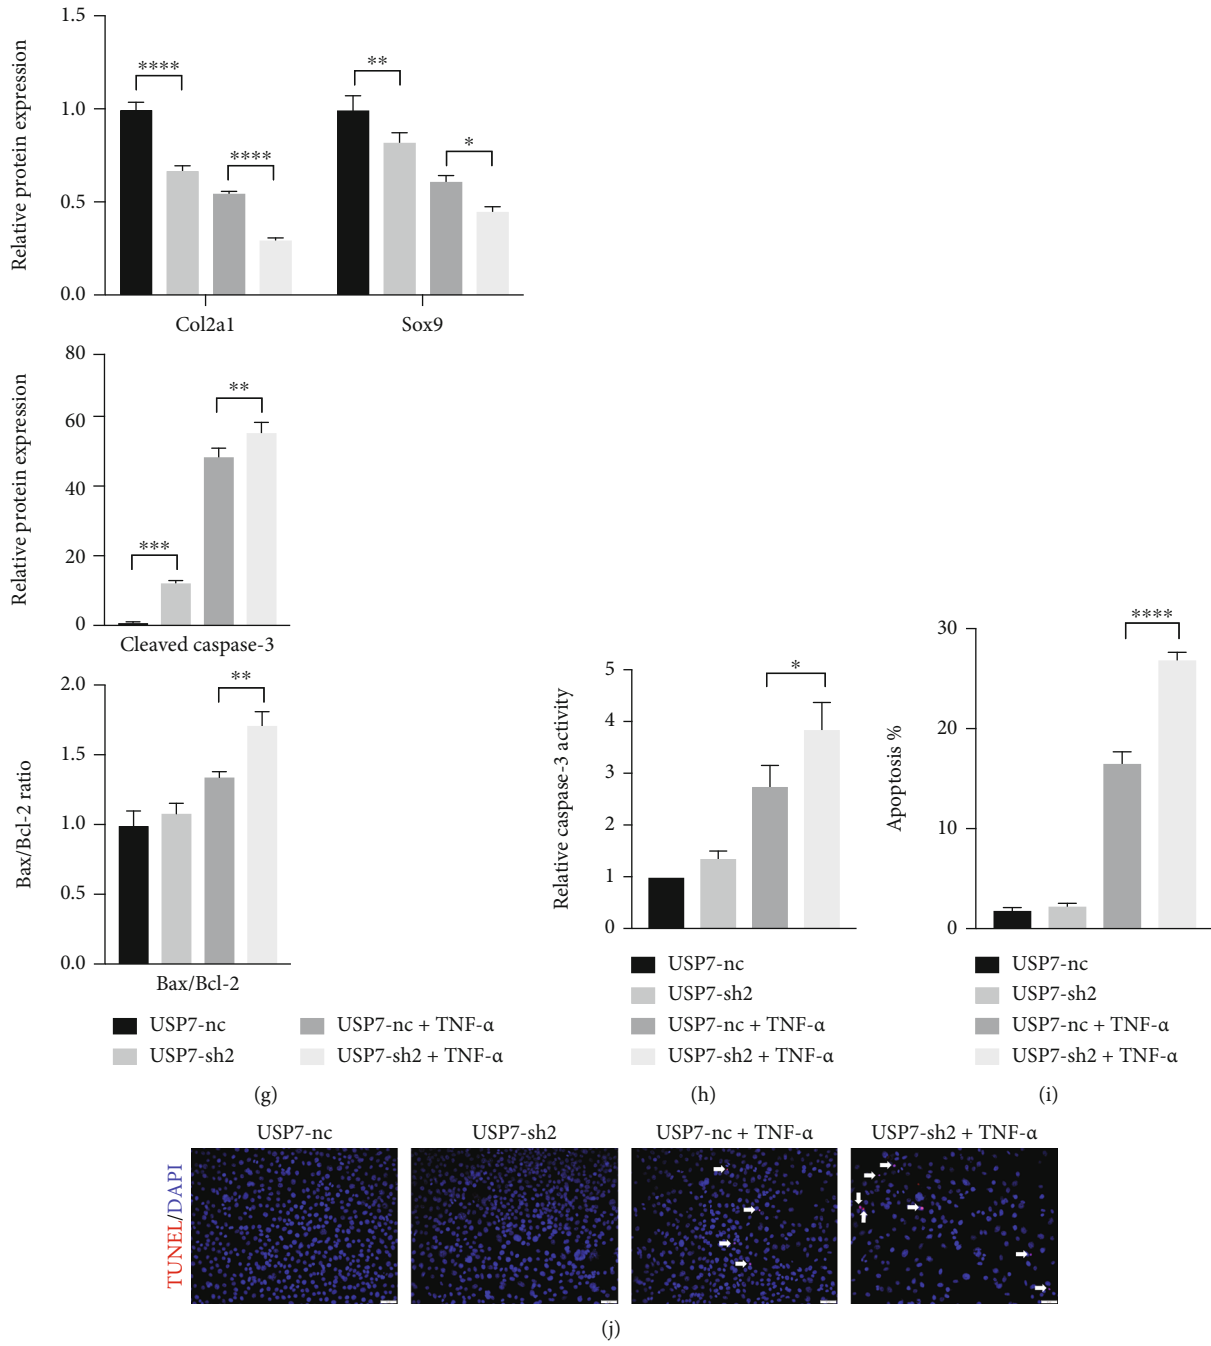 1.5
1.0
0.5
0.0
Relative protein expression
****
****
**
*
Col2a1
Sox9
80
60
40
20
0
Relative protein expression
***
**
Cleaved caspase-3
2.0
1.5
1.0
0.5
0.0
Bax/Bcl-2 ratio
**
Bax/Bcl-2
USP7-nc
USP7-sh2
USP7-nc + TNF-α
USP7-sh2 + TNF-α
(g)
5
4
3
2
1
0
Relative caspase-3 activity
*
USP7-nc
USP7-sh2
USP7-nc + TNF-α
USP7-sh2 + TNF-α
(h)
30
20
10
0
Apoptosis %
****
USP7-nc
USP7-sh2
USP7-nc + TNF-α
USP7-sh2 + TNF-α
(i)
USP7-nc
USP7-sh2
USP7-nc + TNF-α
USP7-sh2 + TNF-α
TUNEL/DAPI
(j)